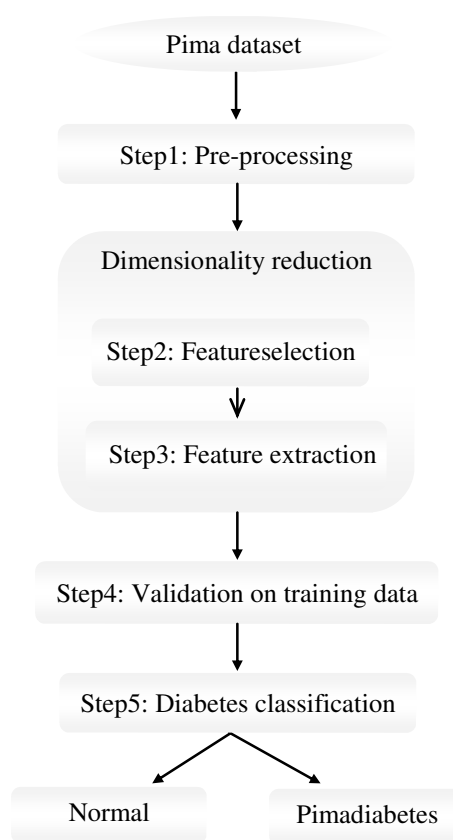 Pima dataset
Step1: Pre-processing
Dimensionality reduction
Step2: Featureselection
Step3: Feature extraction
Step4: Validation on training data
Step5: Diabetes classification
Normal
Pimadiabetes